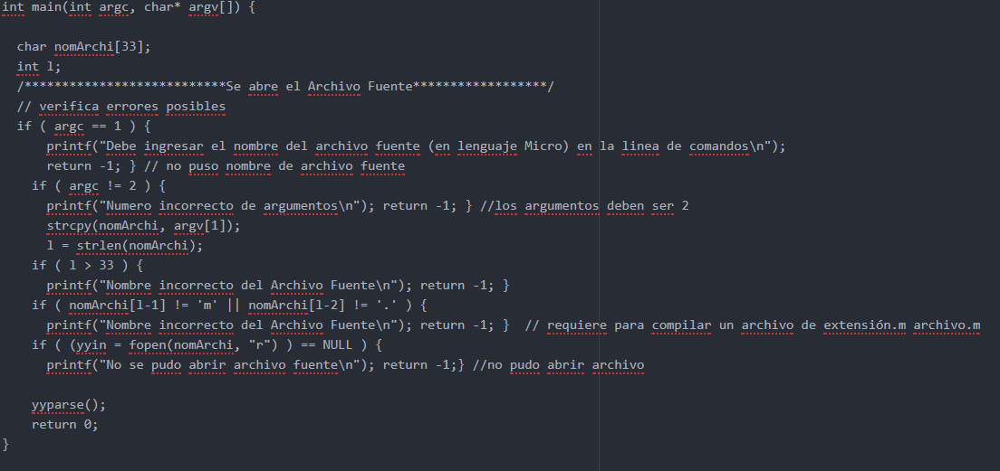 int main(int argc, char* argv[]) {
char nomArchi[33];
int l;
/***************************Se abre el Archivo Fuente******************/
// verifica errores posibles
if ( argc == 1 ) {
printf("Debe ingresar el nombre del archivo fuente (en lenguaje Micro) en la linea de comandos\n");
return -1; } // no puso nombre de archivo fuente
if ( argc != 2 ) {
printf("Numero incorrecto de argumentos\n"); return -1; } //los argumentos deben ser 2
strcpy(nomArchi, argv[1]);
l = strlen(nomArchi);
if ( l > 33 ) {
printf("Nombre incorrecto del Archivo Fuente\n"); return -1; }
if ( nomArchi[l-1] != 'm' || nomArchi[l-2] != '.' ) {
printf("Nombre incorrecto del Archivo Fuente\n"); return -1; }  // requiere para compilar un archivo de extensión.m archivo.m
if ( (yyin = fopen(nomArchi, "r") ) == NULL ) {
printf("No se pudo abrir archivo fuente\n"); return -1;} //no pudo abrir archivo
yyparse();
return 0;
}